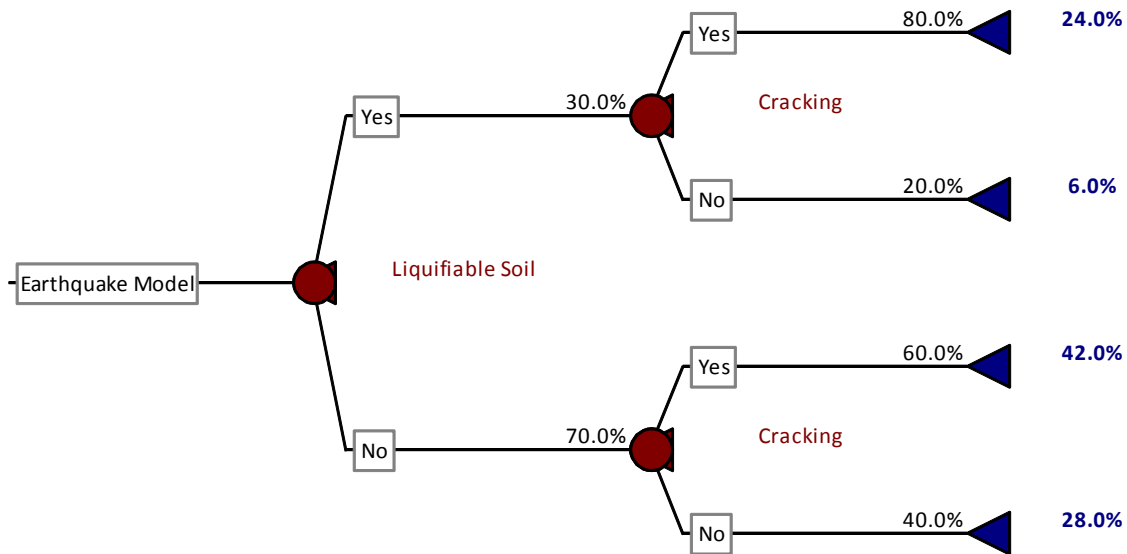 Yes 80.0% 24.0%
Yes 30.0% Cracking
No 20.0% 6.0%
Earthquake Model Liquifiable Soil
Yes 60.0% 42.0%
No 70.0% Cracking
No 40.0% 28.0%